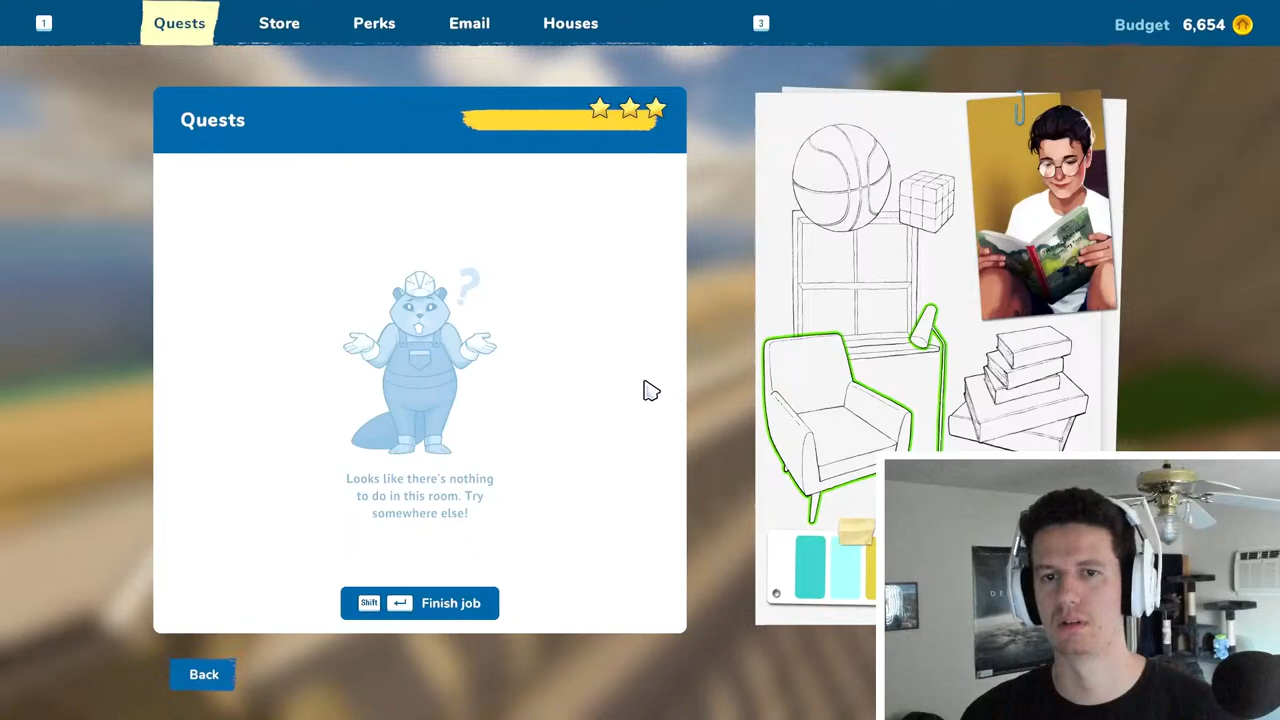 1 Quests Store Perks Email Houses 3 Budget 6,654
Quests
?
Looks like there's nothing
to do in this room. Try
somewhere else!
Shift Finish job
Back